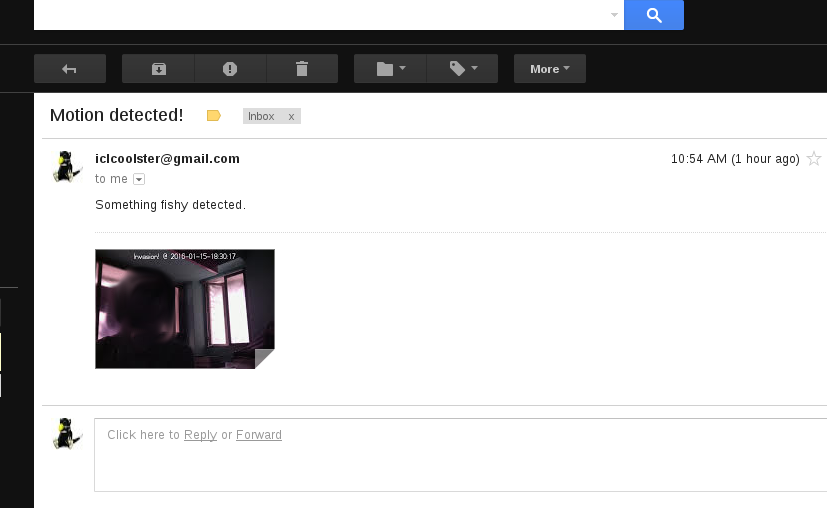 More
Motion detected!
Inbox x
iclcoolster@gmail.com
10:54 AM (1 hour ago)
to me
Something fishy detected.
Invasion! @ 2016-01-15-18:30:17
Click here to Reply or Forward